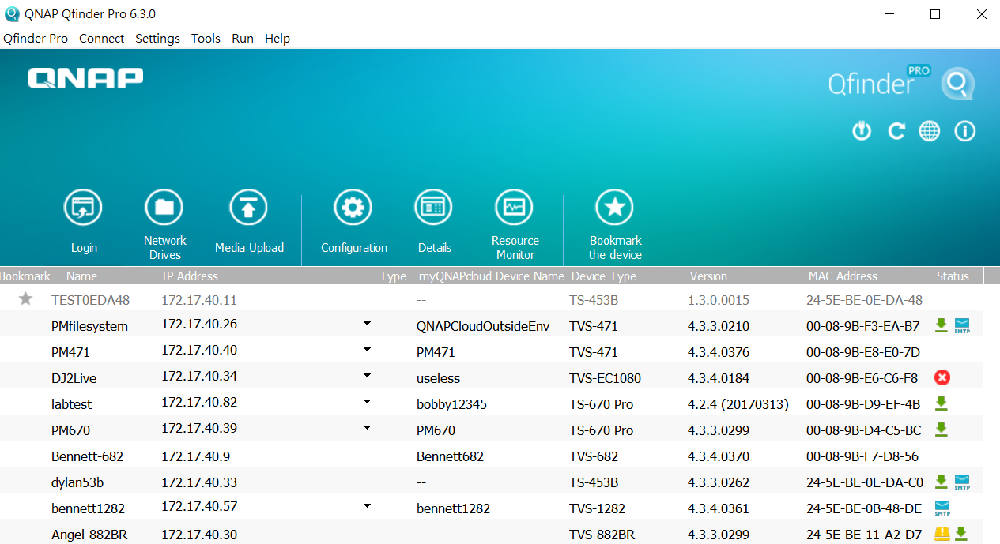 QNAP Qfinder Pro 6.3.0
Qfinder Pro Connect Settings Tools Run Help
QNAP
Qfinder PRO
Login
Network Drives
Media Upload
Configuration
Details
Resource Monitor
Bookmark the device
Bookmark Name IP Address Type myQNAPcloud Device Name Device Type Version MAC Address Status
TEST0EDA48 172.17.40.11 -- TS-453B 1.3.0.0015 24-5E-BE-0E-DA-48
PMfilesystem 172.17.40.26 QNAPCloudOutsideEnv TVS-471 4.3.3.0210 00-08-9B-F3-EA-B7 SMTP
PM471 172.17.40.40 PM471 TVS-471 4.3.4.0376 00-08-9B-E8-E0-7D
DJ2Live 172.17.40.34 useless TVS-EC1080 4.3.4.0184 00-08-9B-E6-C6-F8
labtest 172.17.40.82 bobby12345 TS-670 Pro 4.2.4 (20170313) 00-08-9B-D9-EF-4B
PM670 172.17.40.39 PM670 TS-670 Pro 4.3.3.0299 00-08-9B-D4-C5-BC
Bennett-682 172.17.40.9 Bennett682 TVS-682 4.3.4.0370 00-08-9B-F7-D8-56
dylan53b 172.17.40.33 -- TS-453B 4.3.3.0262 24-5E-BE-0E-DA-C0 SMTP
bennett1282 172.17.40.57 bennett1282 TVS-1282 4.3.4.0361 24-5E-BE-0B-48-DE SMTP
Angel-882BR 172.17.40.30 -- TVS-882BR 4.3.3.0299 24-5E-BE-11-A2-D7